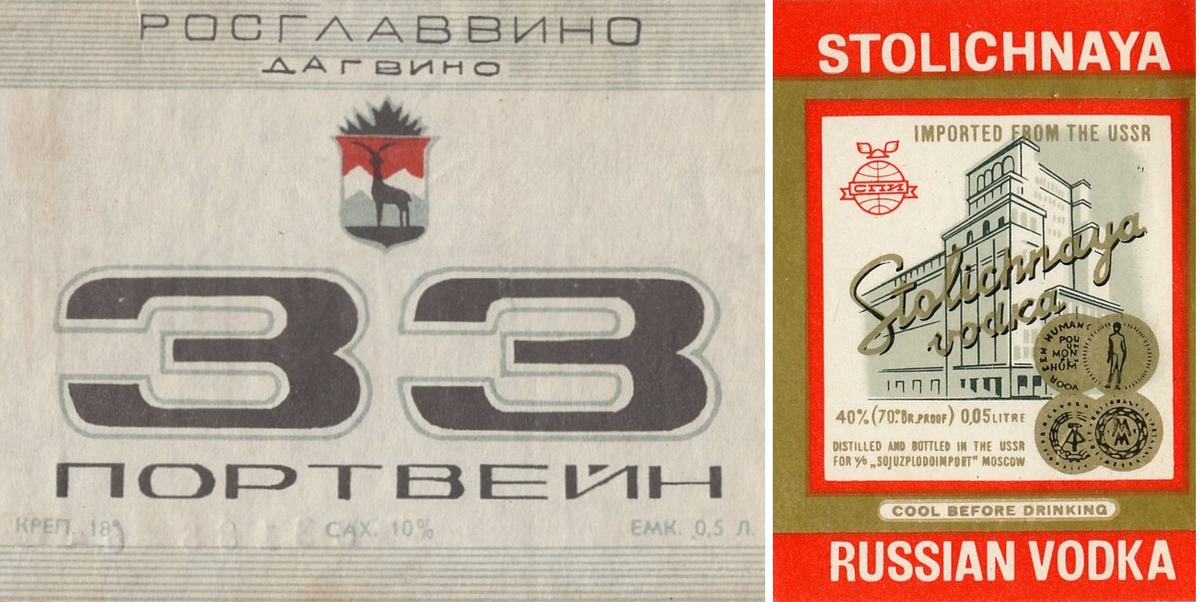 РОСГЛАВВИНО
ДАГВИНО
33
ПОРТВЕЙН
КРЕП. 18° САХ. 10% ЕМК. 0,5 Л.
STOLICHNAYA
IMPORTED FROM THE USSR
СПИ
Stolichnaya
vodka
40% (70° BR. PROOF) 0,05 LITRE
DISTILLED AND BOTTLED IN THE USSR
FOR V/O „SOJUZPLODOIMPORT" MOSCOW
COOL BEFORE DRINKING
RUSSIAN VODKA